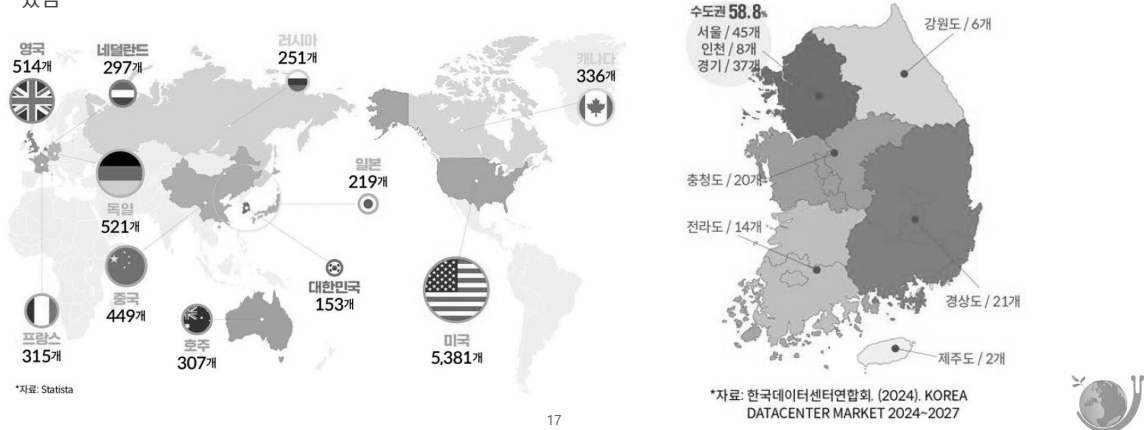 있음
영국
514개
네덜란드
297개
러시아
251개
캐나다
336개
독일
521개
일본
219개
중국
449개
대한민국
153개
프랑스
315개
호주
307개
미국
5,381개
*자료: Statista
수도권 58.8%
서울 / 45개
인천 / 8개
경기 / 37개
강원도 / 6개
충청도 / 20개
전라도 / 14개
경상도 / 21개
제주도 / 2개
*자료: 한국데이터센터연합회. (2024). KOREA
DATACENTER MARKET 2024~2027
17